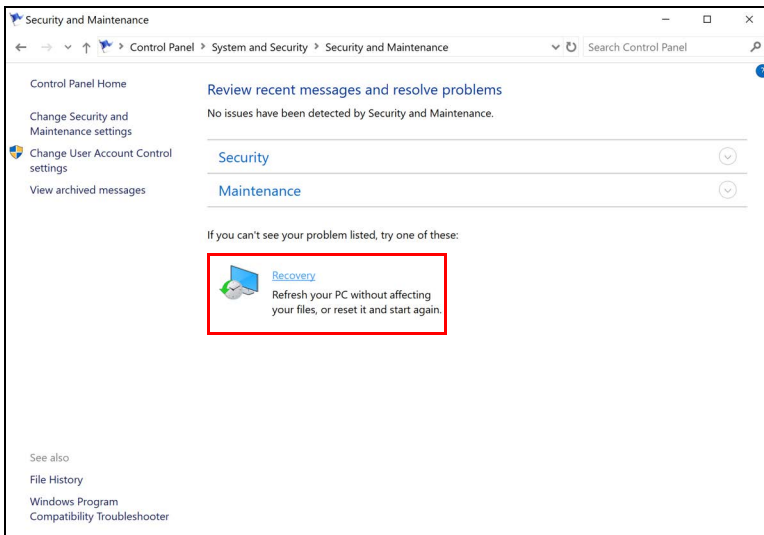 Security and Maintenance
Control Panel > System and Security > Security and Maintenance
Search Control Panel
?
Control Panel Home
Change Security and
Maintenance settings
Change User Account Control
settings
View archived messages
Review recent messages and resolve problems
No issues have been detected by Security and Maintenance.
Security
Maintenance
If you can't see your problem listed, try one of these:
Recovery
Refresh your PC without affecting
your files, or reset it and start again.
See also
File History
Windows Program
Compatibility Troubleshooter